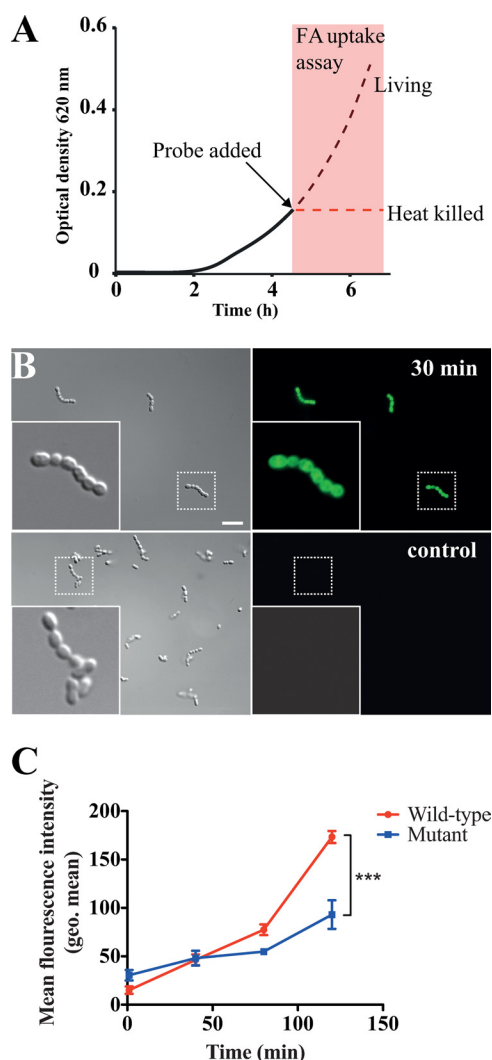 A
0.6
FA uptake
assay
Living
0.4
Probe added
0.2
Heat killed
0
0
2
4
6
Optical density 620 nm
Time (h)
B
30 min
control
C
200
150
100
50
0
0
50
100
150
Wild-type
Mutant
***
Mean flourescence intensity
(geo. mean)
Time (min)